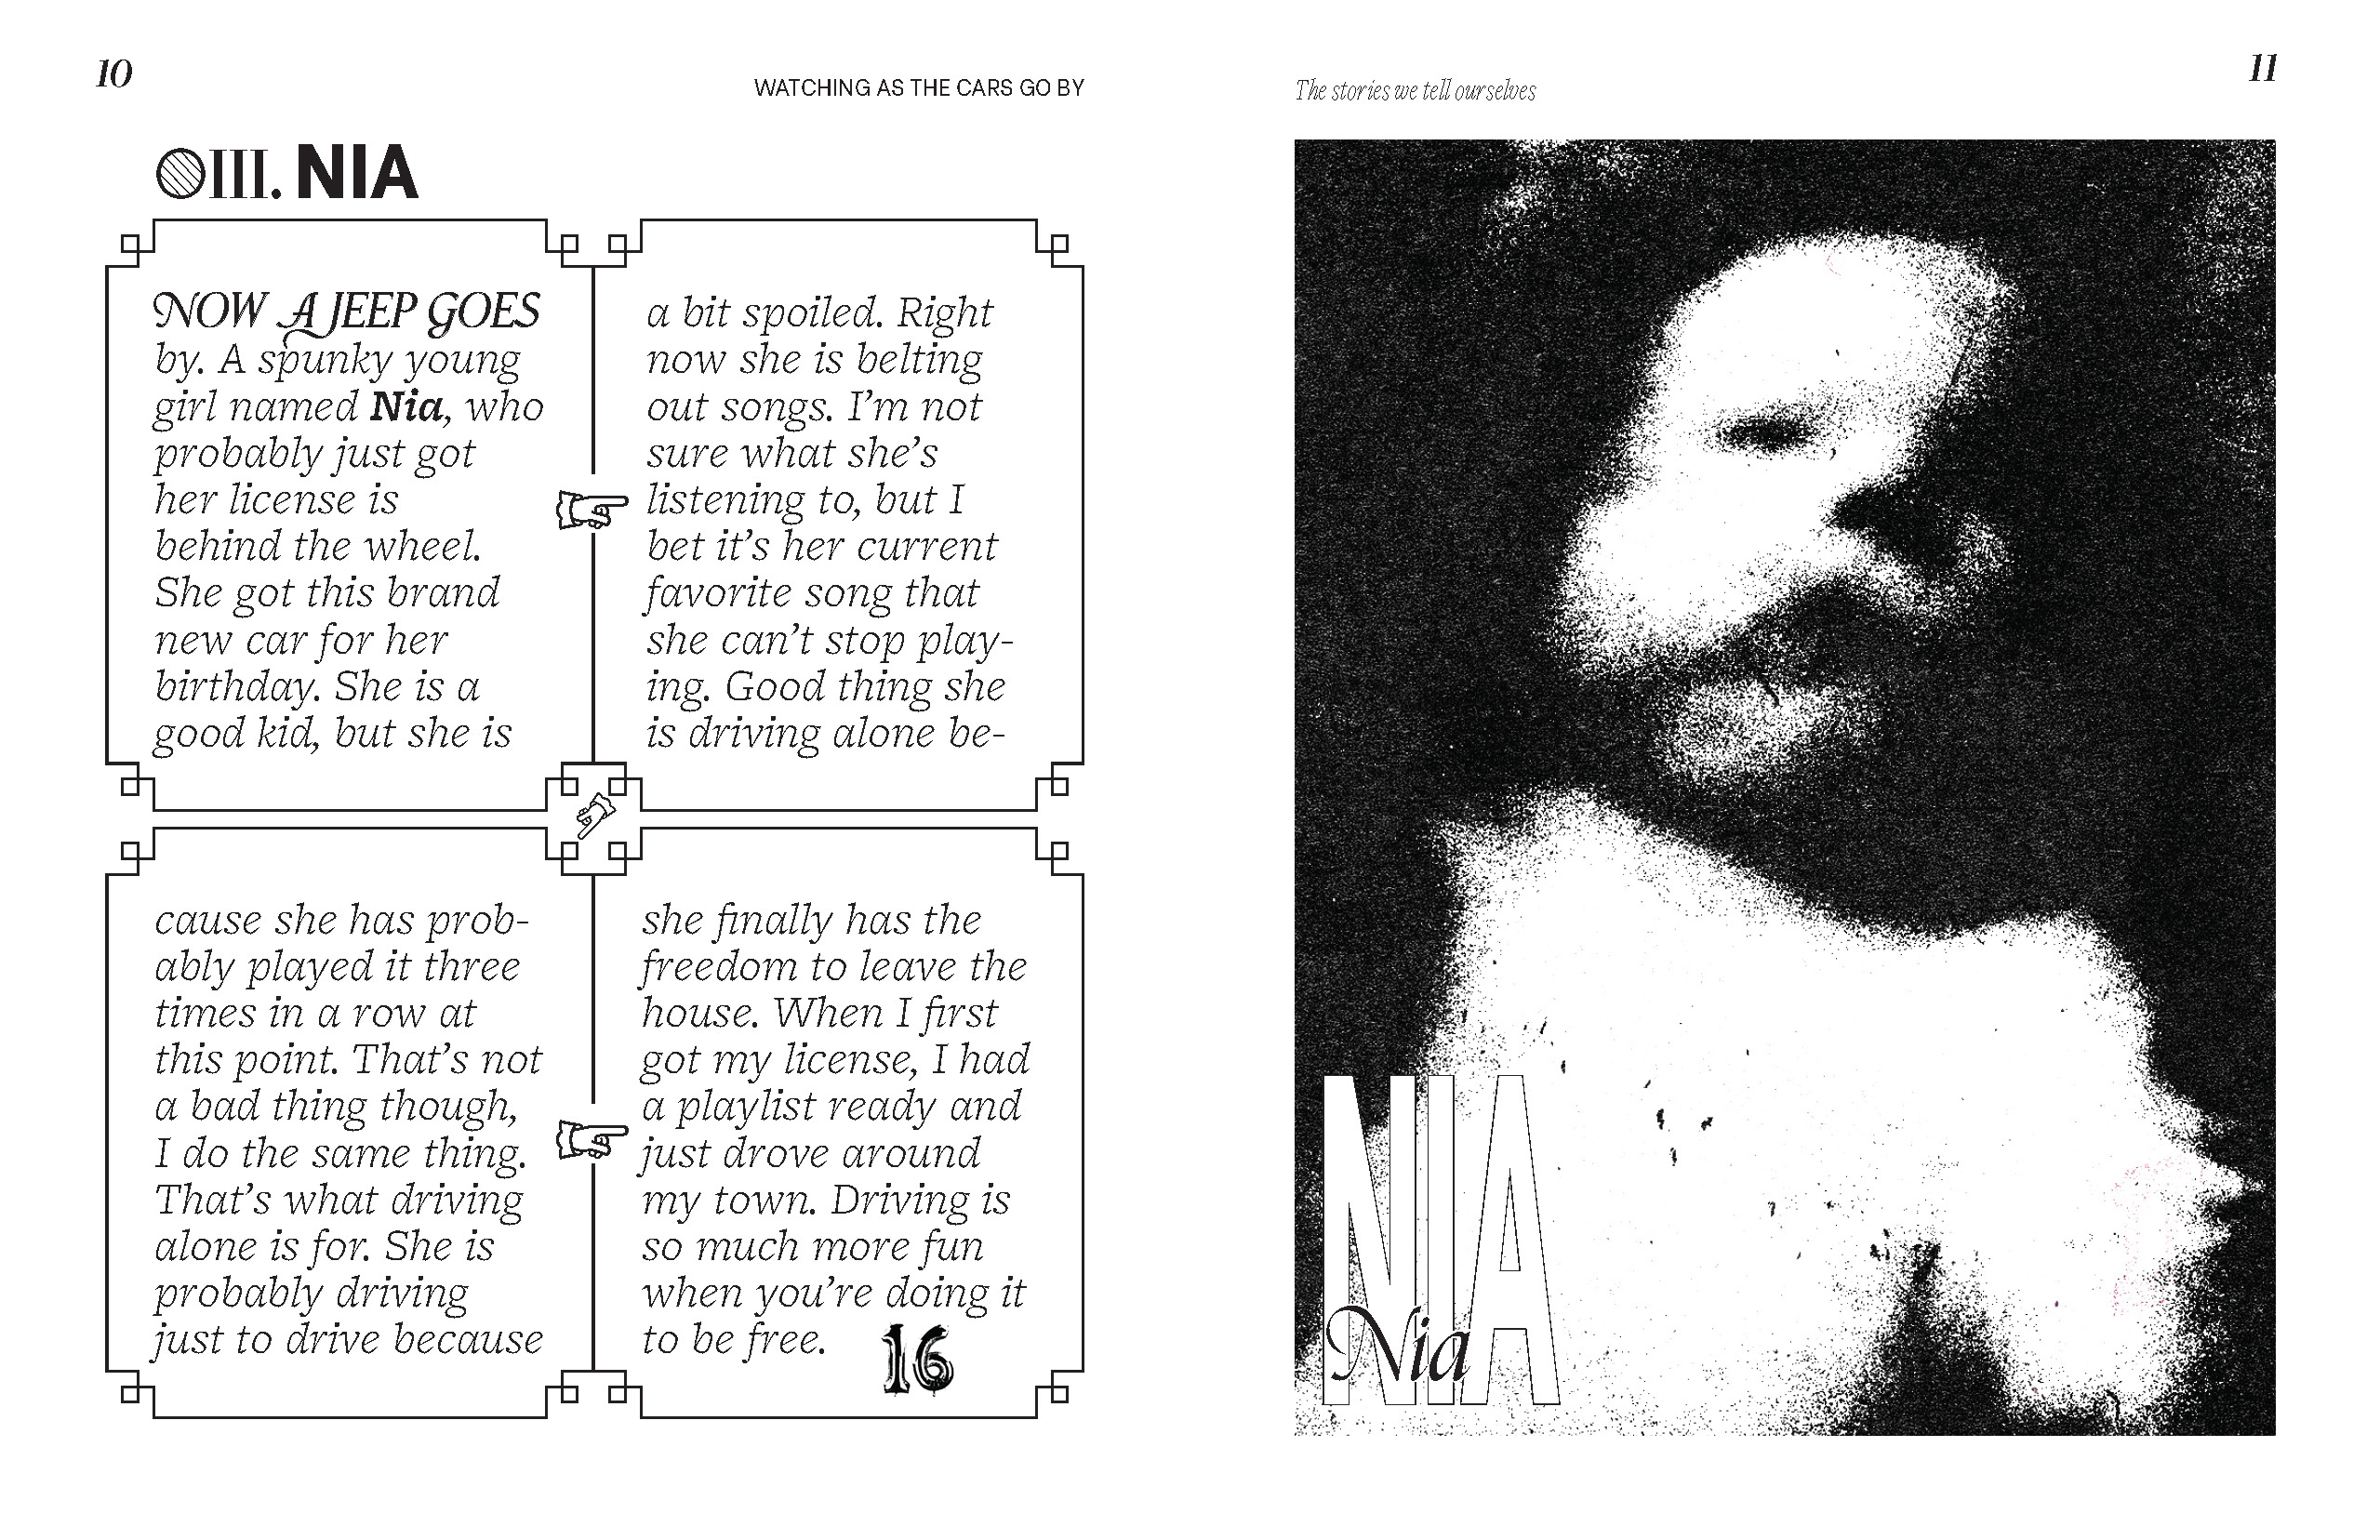 10
WATCHING AS THE CARS GO BY
III. NIA
NOW A JEEP GOES
by. A spunky young
girl named Nia, who
probably just got
her license is
behind the wheel.
She got this brand
new car for her
birthday. She is a
good kid, but she is
a bit spoiled. Right
now she is belting
out songs. I’m not
sure what she’s
listening to, but I
bet it’s her current
favorite song that
she can’t stop play-
ing. Good thing she
is driving alone be-
cause she has prob-
ably played it three
times in a row at
this point. That’s not
a bad thing though,
I do the same thing.
That’s what driving
alone is for. She is
probably driving
just to drive because
she finally has the
freedom to leave the
house. When I first
got my license, I had
a playlist ready and
just drove around
my town. Driving is
so much more fun
when you’re doing it
to be free.
16
The stories we tell ourselves
11
NIA
Nia